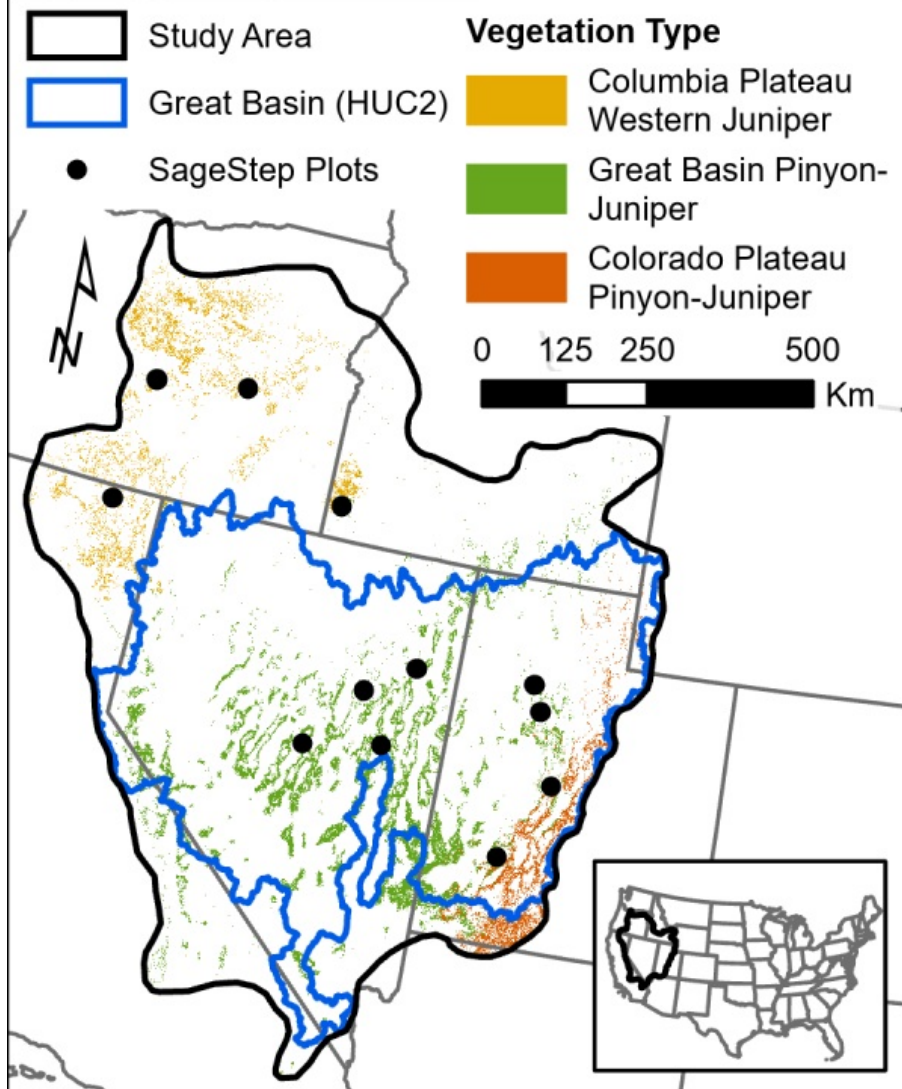 Study Area
Great Basin (HUC2)
SageStep Plots
Vegetation Type
Columbia Plateau
Western Juniper
Great Basin Pinyon-
Juniper
Colorado Plateau
Pinyon-Juniper
0 125 250 500
Km
N